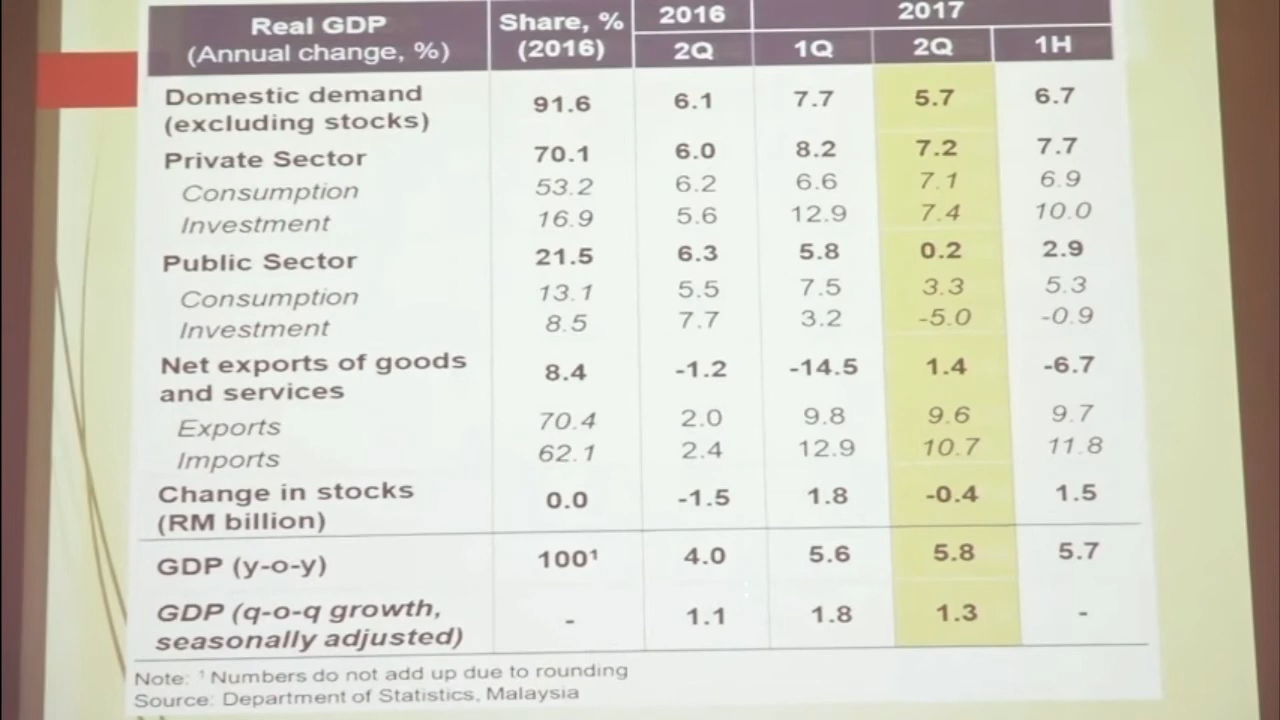 Real GDP Share, % 2016 2017
(Annual change, %) (2016) 2Q 1Q 2Q 1H
Domestic demand
(excluding stocks) 91.6 6.1 7.7 5.7 6.7
Private Sector 70.1 6.0 8.2 7.2 7.7
Consumption 53.2 6.2 6.6 7.1 6.9
Investment 16.9 5.6 12.9 7.4 10.0
Public Sector 21.5 6.3 5.8 0.2 2.9
Consumption 13.1 5.5 7.5 3.3 5.3
Investment 8.5 7.7 3.2 -5.0 -0.9
Net exports of goods
and services 8.4 -1.2 -14.5 1.4 -6.7
Exports 70.4 2.0 9.8 9.6 9.7
Imports 62.1 2.4 12.9 10.7 11.8
Change in stocks
(RM billion) 0.0 -1.5 1.8 -0.4 1.5
GDP (y-o-y) 100¹ 4.0 5.6 5.8 5.7
GDP (q-o-q growth,
seasonally adjusted) - 1.1 1.8 1.3 -
Note: ¹ Numbers do not add up due to rounding
Source: Department of Statistics, Malaysia